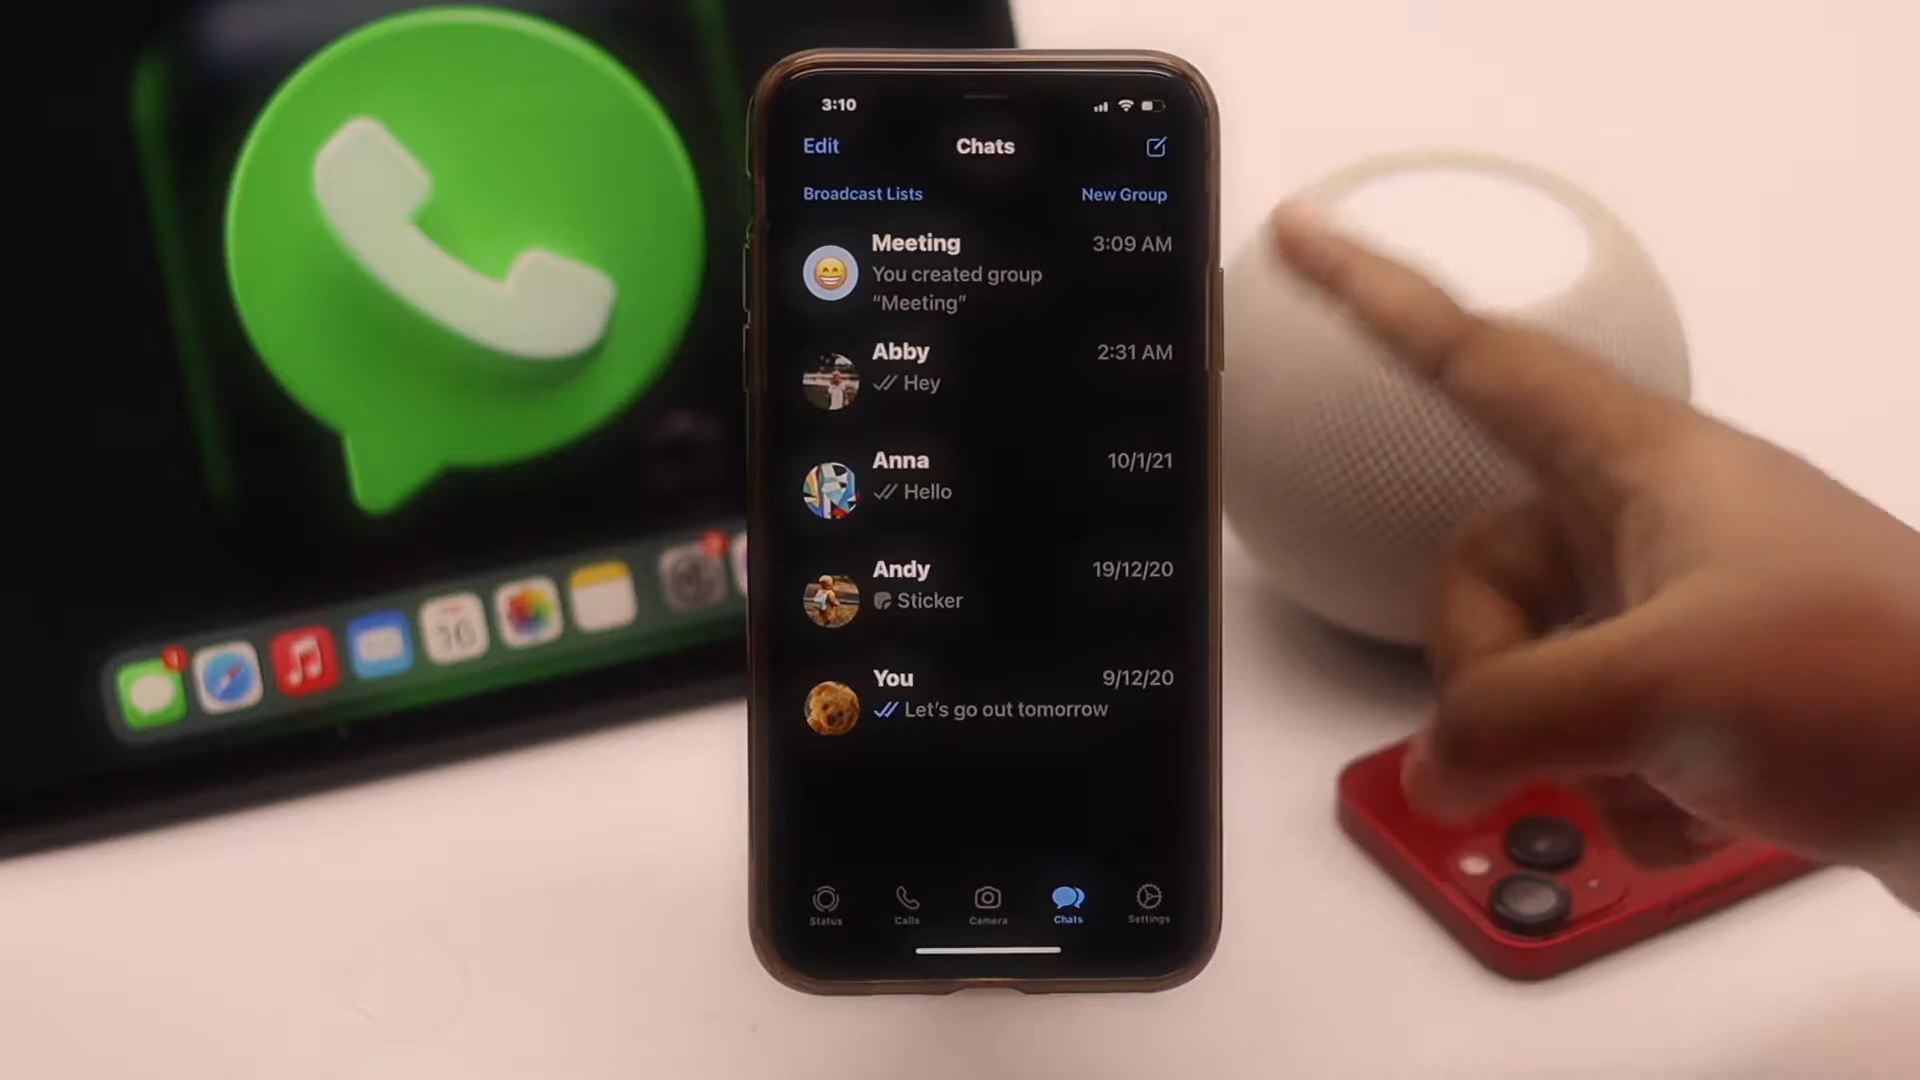 3:10
Edit
Chats
Broadcast Lists
New Group
Meeting
3:09 AM
You created group
“Meeting”
Abby
2:31 AM
Hey
Anna
10/1/21
Hello
Andy
19/12/20
Sticker
You
9/12/20
Let's go out tomorrow
Status
Calls
Camera
Chats
Settings
16